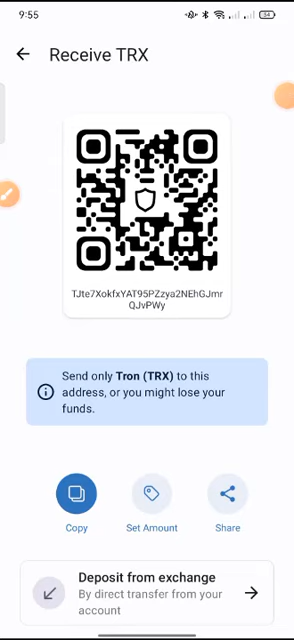 9:55
34
Receive TRX
TJte7XokfxYAT95PZzya2NEhGJmr
QJvPWy
Send only Tron (TRX) to this
address, or you might lose your
funds.
Copy
Set Amount
Share
Deposit from exchange
By direct transfer from your
account